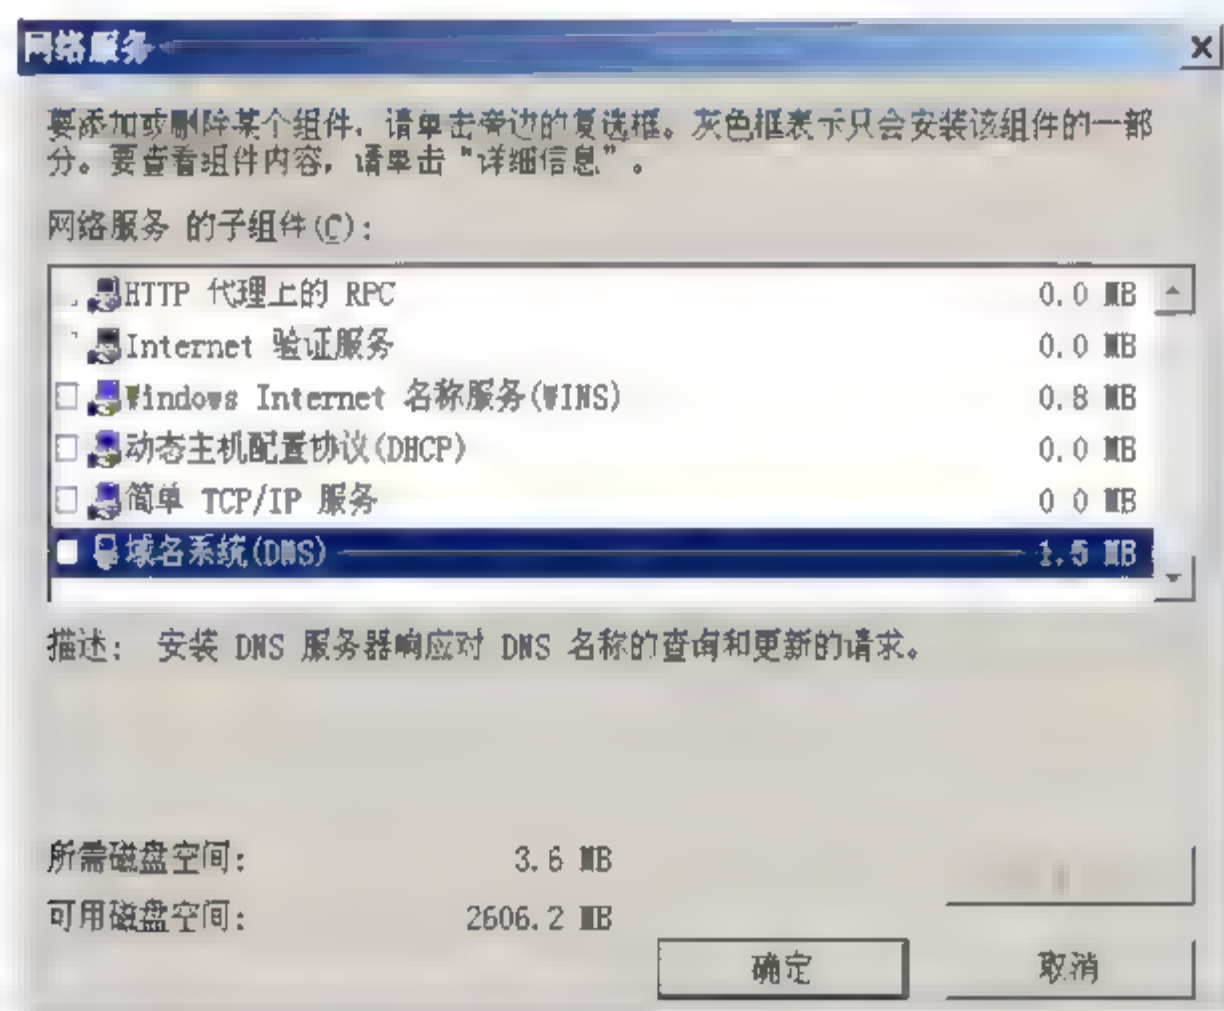 网络服务
要添加或删除某个组件，请单击旁边的复选框。灰色框表示只会安装该组件的一部
分。要查看组件内容，请单击“详细信息”。
网络服务 的子组件(C):
HTTP 代理上的 RPC 0.0 MB
Internet 验证服务 0.0 MB
Windows Internet 名称服务(WINS) 0.8 MB
动态主机配置协议(DHCP) 0.0 MB
简单 TCP/IP 服务 0 0 MB
域名系统(DNS) 1.5 MB
描述: 安装 DNS 服务器响应对 DNS 名称的查询和更新的请求。
所需磁盘空间: 3.6 MB
可用磁盘空间: 2606.2 MB
确定 取消